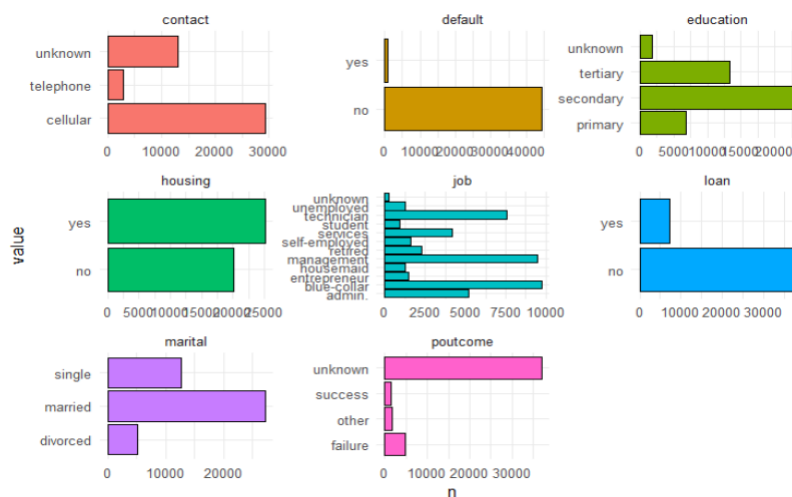 contact
default
education
unknown
telephone
cellular
0 10000 20000 30000
yes
no
0 10000 20000 30000 40000
unknown
tertiary
secondary
primary
0 5000 10000 15000 20000
value
housing
job
loan
yes
no
0 5000 10000 15000 20000 25000
unknown
unemployed
technician
student
services
self-employed
retired
management
housemaid
entrepreneur
blue-collar
admin.
0 2500 5000 7500 10000
yes
no
0 10000 20000 30000
marital
poutcome
single
married
divorced
0 10000 20000
unknown
success
other
failure
0 10000 20000 30000
n